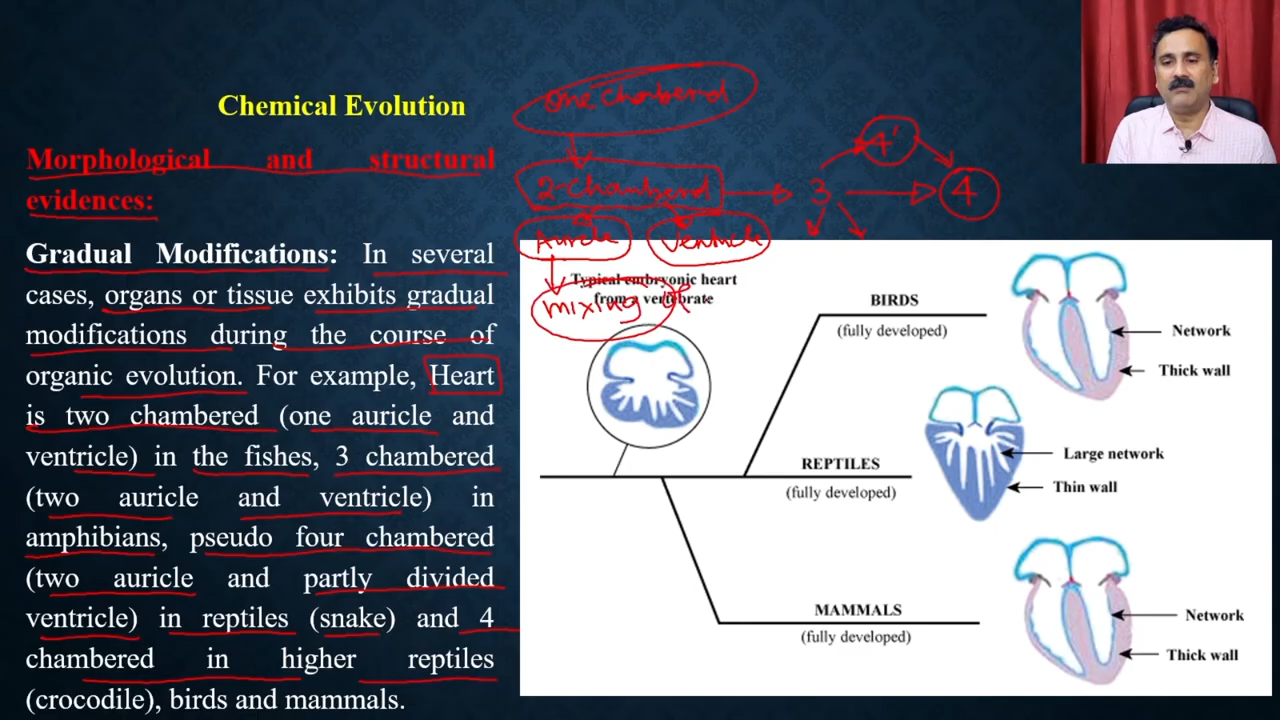 Chemical Evolution
Morphological and structural
evidences:
Gradual Modifications: In several
cases, organs or tissue exhibits gradual
modifications during the course of
organic evolution. For example, Heart
is two chambered (one auricle and
ventricle) in the fishes, 3 chambered
(two auricle and ventricle) in
amphibians, pseudo four chambered
(two auricle and partly divided
ventricle) in reptiles (snake) and 4
chambered in higher reptiles
(crocodile), birds and mammals.
one chaberd
2-chamberd 3 4' 4
Auricle ventricle
mixing
Typical embryonic heart
from a vertebrate
BIRDS
(fully developed)
Network
Thick wall
REPTILES
(fully developed)
Large network
Thin wall
MAMMALS
(fully developed)
Network
Thick wall